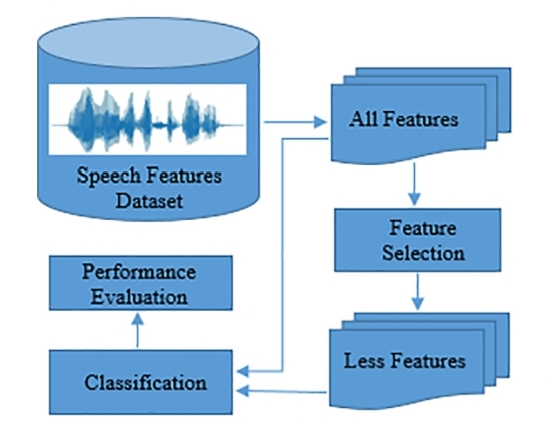 Speech Features
Dataset
All Features
Feature
Selection
Less Features
Classification
Performance
Evaluation